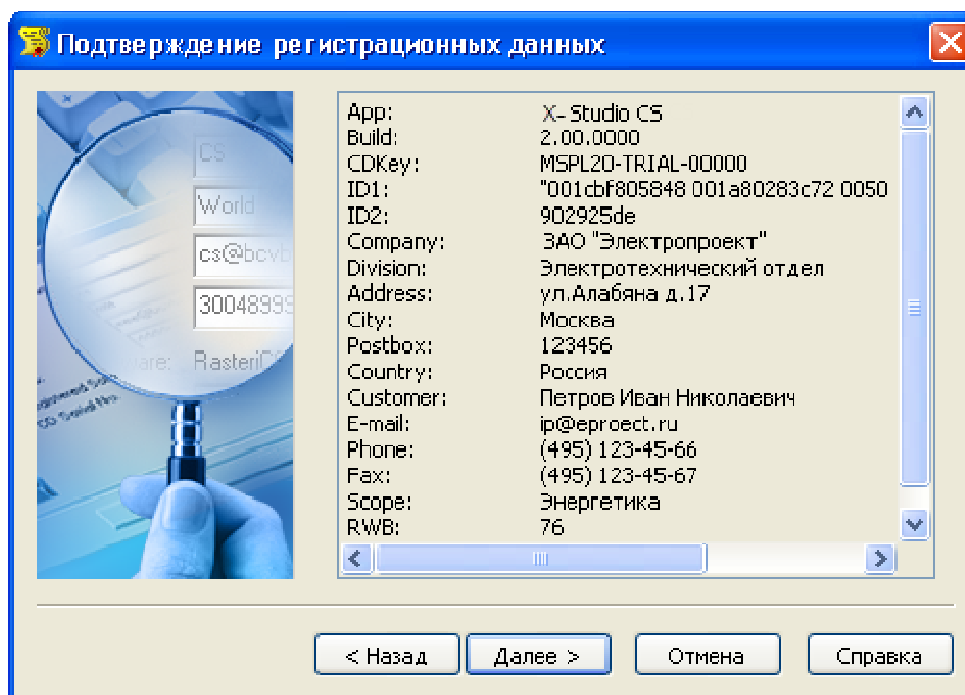 Подтверждение регистрационных данных
CS
World
cs@bcvb
30048999
ware: Rasteri
App: X-Studio CS
Build: 2.00.0000
CDKey: MSPL20-TRIAL-00000
ID1: "001cbf805848 001a80283c72 0050
ID2: 902925de
Company: ЗАО "Электропроект"
Division: Электротехнический отдел
Address: ул.Алабяна д.17
City: Москва
Postbox: 123456
Country: Россия
Customer: Петров Иван Николаевич
E-mail: ip@eproect.ru
Phone: (495) 123-45-66
Fax: (495) 123-45-67
Scope: Энергетика
RWB: 76
< Назад
Далее >
Отмена
Справка